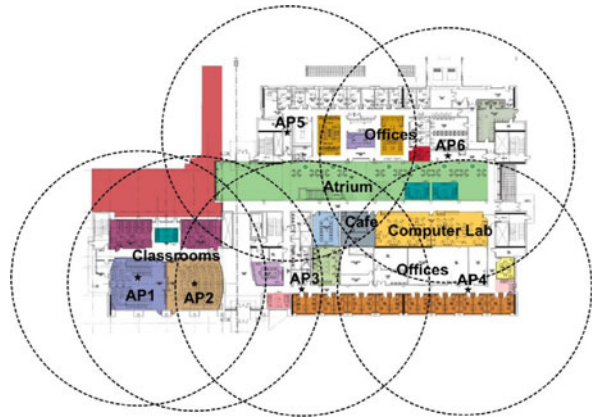 AP5
Offices
AP6
Atrium
Cafe
Computer Lab
Classrooms
Offices
AP3
AP4
AP1
AP2